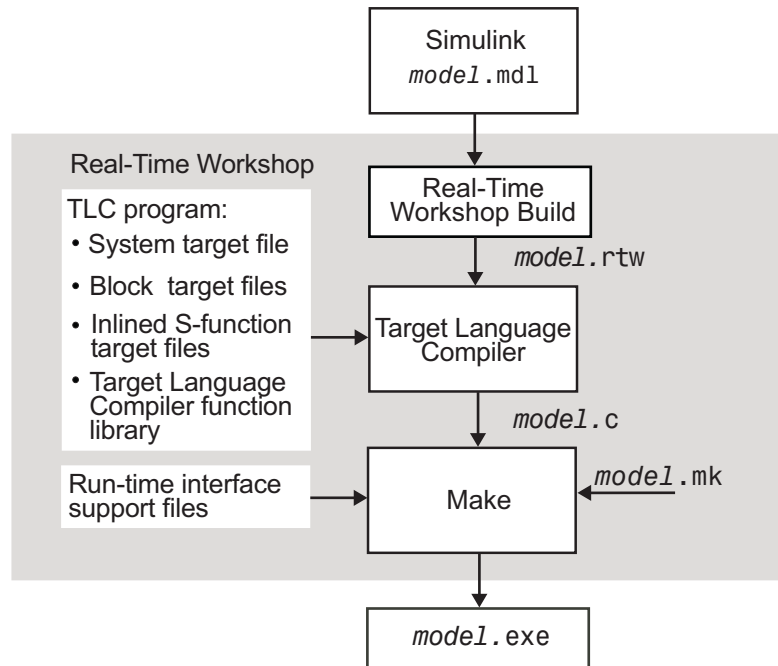 Simulink
model.mdl
Real-Time Workshop
Real-Time
Workshop Build
model.rtw
TLC program:
• System target file
• Block target files
• Inlined S-function
target files
• Target Language
Compiler function
library
Target Language
Compiler
model.c
Run-time interface
support files
Make
model.mk
model.exe